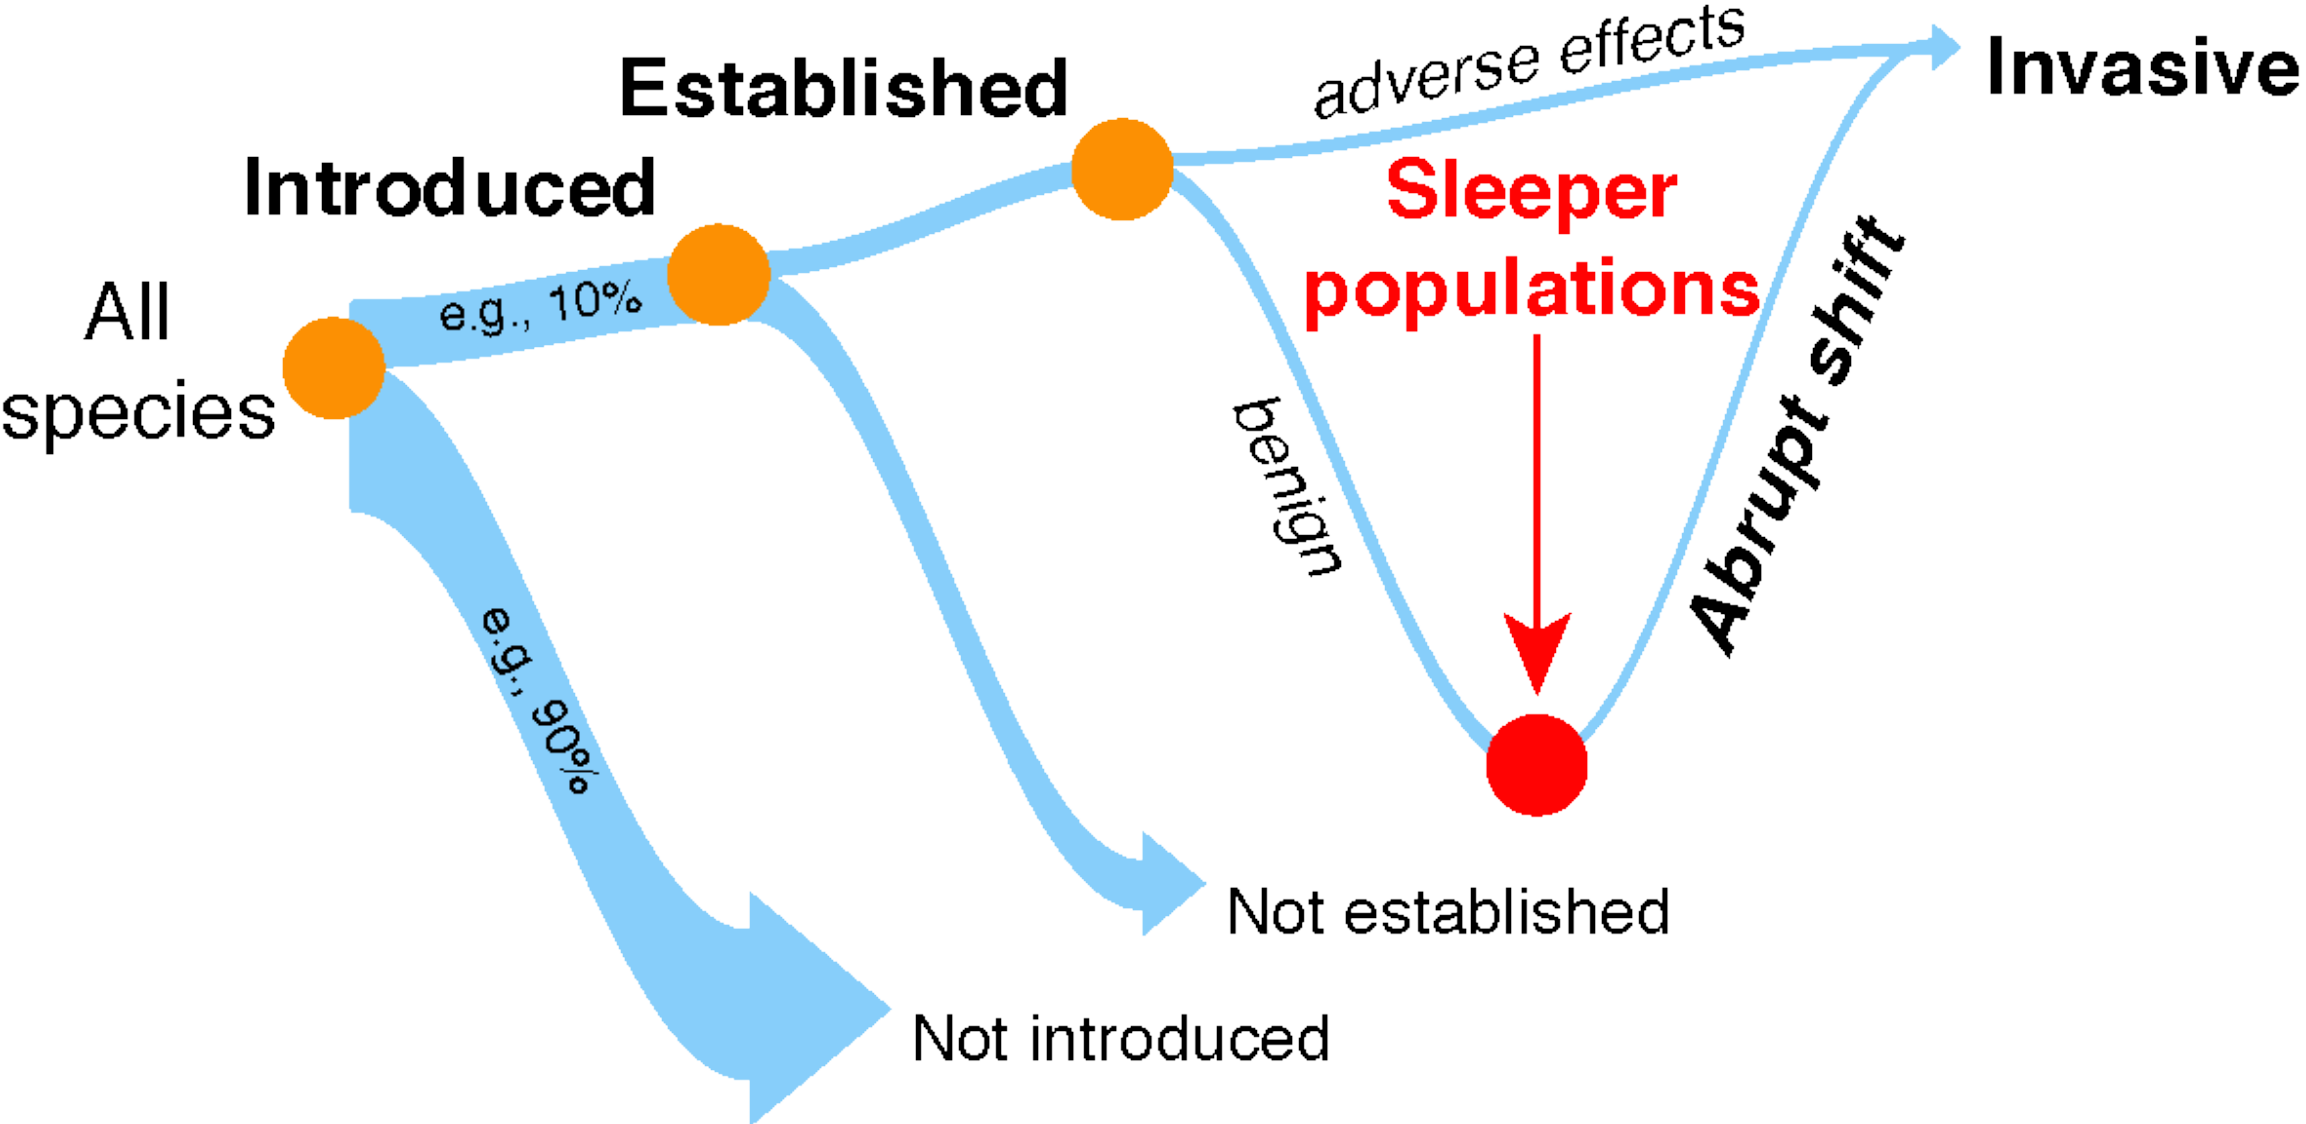 adverse effects
Invasive
Established
Introduced
Sleeper
populations
e.g., 10%
All
species
benign
Abrupt shift
e.g., 90%
Not established
Not introduced